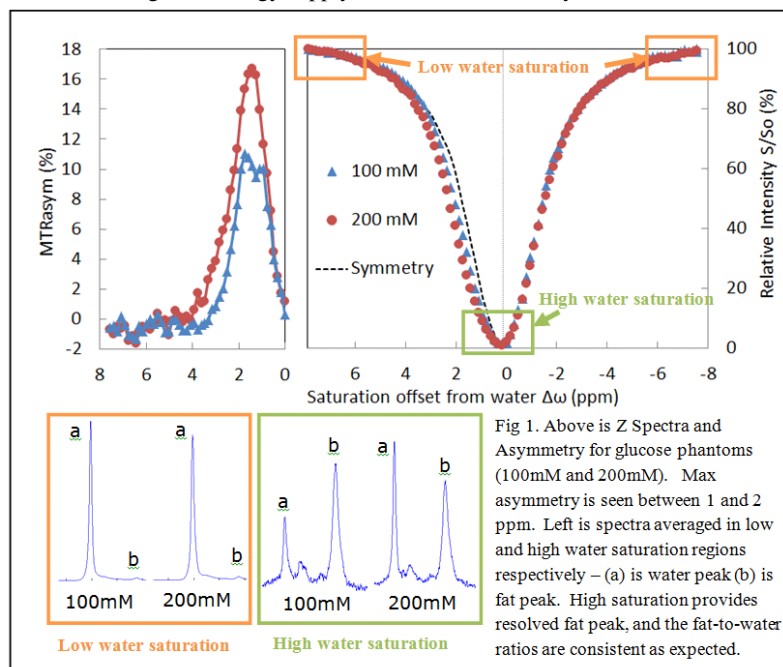 18
16
14
12
10
8
6
4
2
0
-2
MTRasym (%)
8 6 4 2 0
Low water saturation
100 mM
200 mM
Symmetry
High water saturation
100
80
60
40
20
0
Relative Intensity S/So (%)
6 4 2 0 -2 -4 -6 -8
Saturation offset from water Δω (ppm)
a
b
100mM
a
b
200mM
Low water saturation
a
b
100mM
a
b
200mM
High water saturation
Fig 1. Above is Z Spectra and
Asymmetry for glucose phantoms
(100mM and 200mM). Max
asymmetry is seen between 1 and 2
ppm. Left is spectra averaged in low
and high water saturation regions
respectively – (a) is water peak (b) is
fat peak. High saturation provides
resolved fat peak, and the fat-to-water
ratios are consistent as expected.